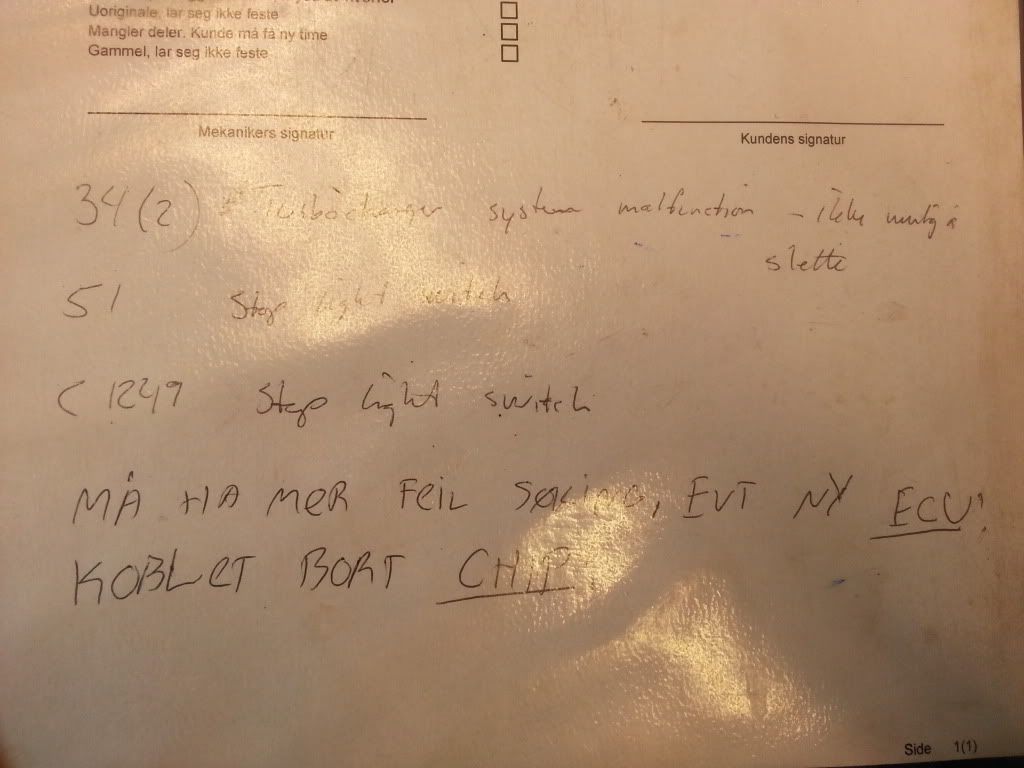 Uoriginale, lar seg ikke feste
Mangler deler. Kunde må få ny time
Gammel, lar seg ikke feste
Mekanikers signatur
Kundens signatur
34 (2) Turbocharger system malfunction - ikke mulig å
slette
51 Stop light switch
C 1249 Stop light switch
MÅ HA MER FEIL SØKING, EVT NY ECU!
KOBLET BORT CHIP!
Side 1(1)